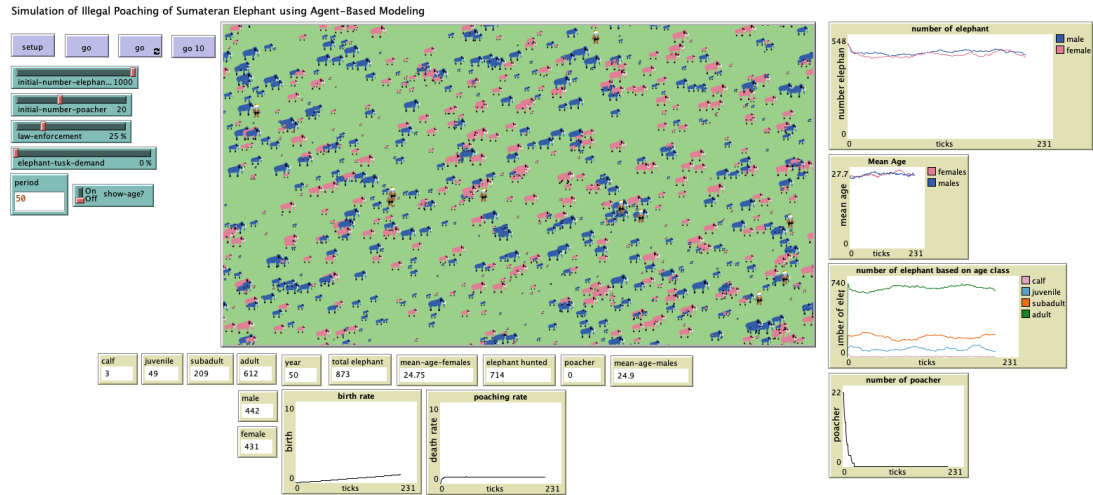 Simulation of Illegal Poaching of Sumateran Elephant using Agent-Based Modeling
setup
go
go
go 10
initial-number-elephan... 1000
initial-number-poacher 20
law-enforcement 25 %
elephant-tusk-demand 0 %
period
50
On
Off
show-age?
number of elephant
548
number elephan
0
0
ticks
231
male
female
Mean Age
27.7
mean age
0
0
ticks
231
females
males
number of elephant based on age class
740
0
0
ticks
231
calf
juvenile
subadult
adult
number of poacher
22
poacher
0
0
ticks
231
calf
3
juvenile
49
subadult
209
adult
612
year
50
total elephant
873
mean-age-females
24.75
elephant hunted
714
poacher
0
mean-age-males
24.9
male
442
female
431
birth rate
10
birth
0
0
ticks
231
poaching rate
10
death rate
0
0
ticks
231